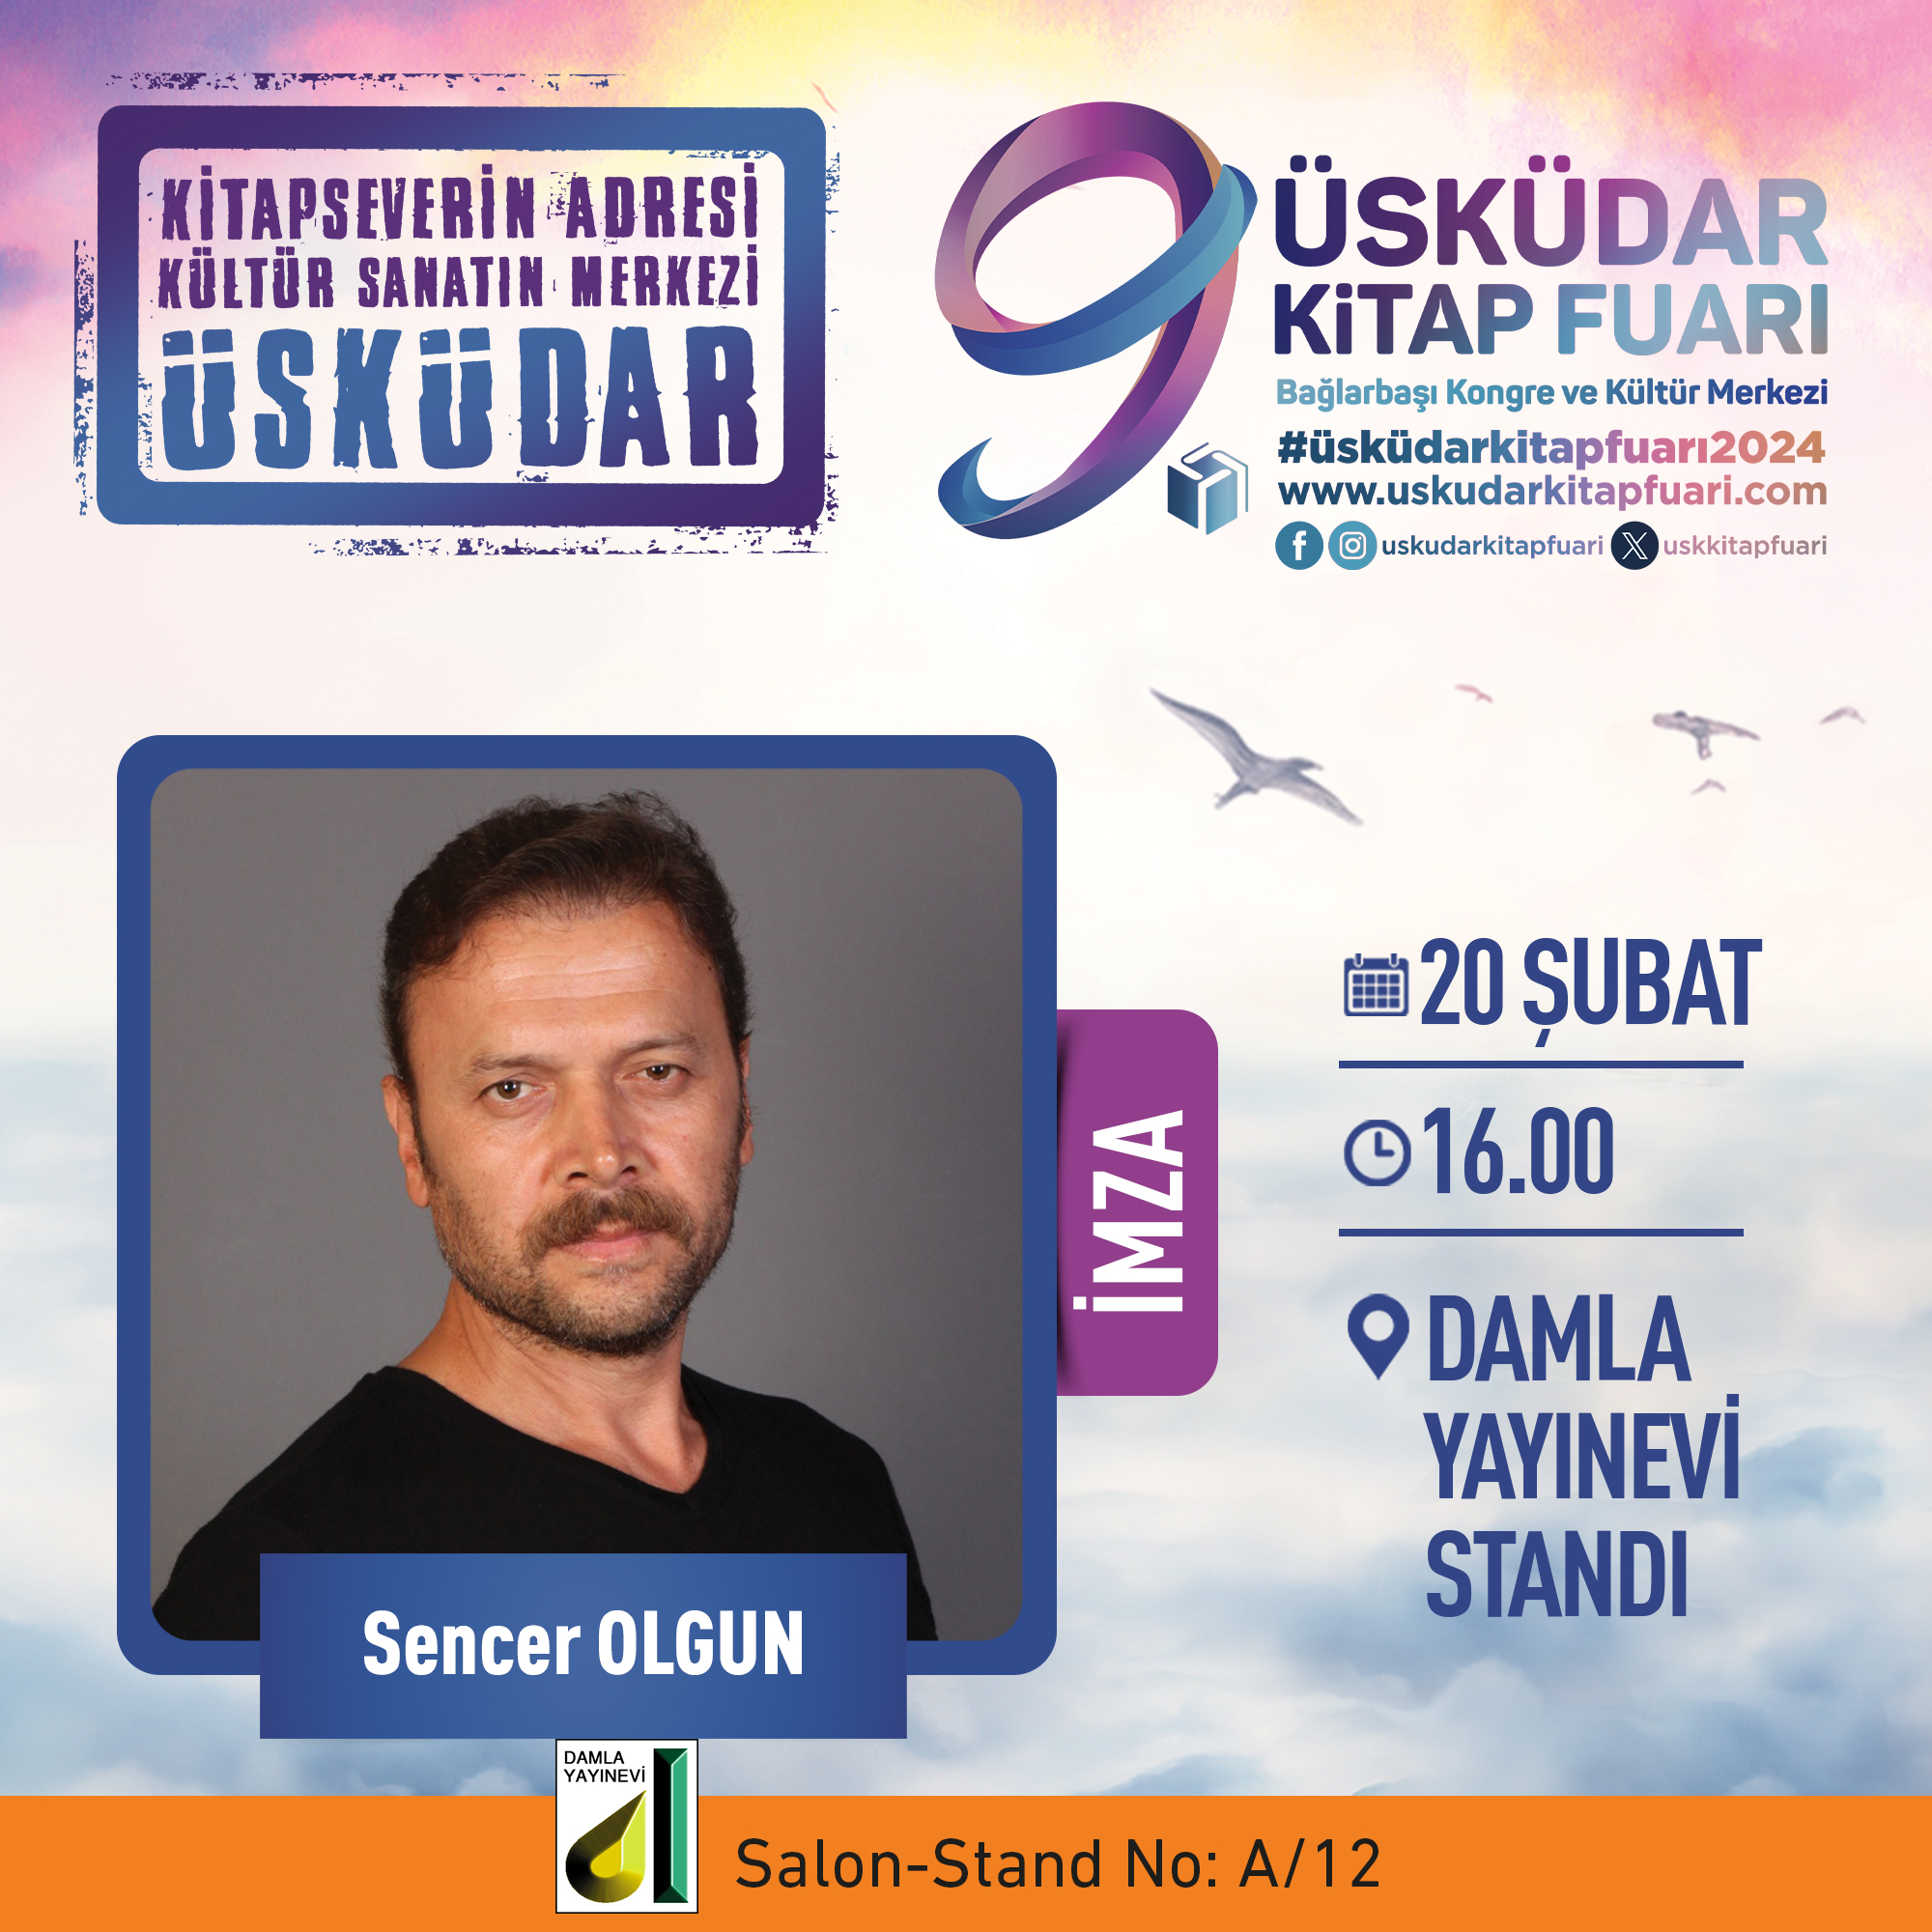 KİTAPSEVERİN ADRESİ
KÜLTÜR SANATIN MERKEZİ
ÜSKÜDAR
9 ÜSKÜDAR
KİTAP FUARI
Bağlarbaşı Kongre ve Kültür Merkezi
#üsküdarkitapfuarı2024
www.uskudarkitapfuari.com
uskudarkitapfuari uskkitapfuari
20 ŞUBAT
16.00
DAMLA
YAYINEVİ
STANDI
İMZA
Sencer OLGUN
DAMLA
YAYINEVİ
Salon-Stand No: A/12